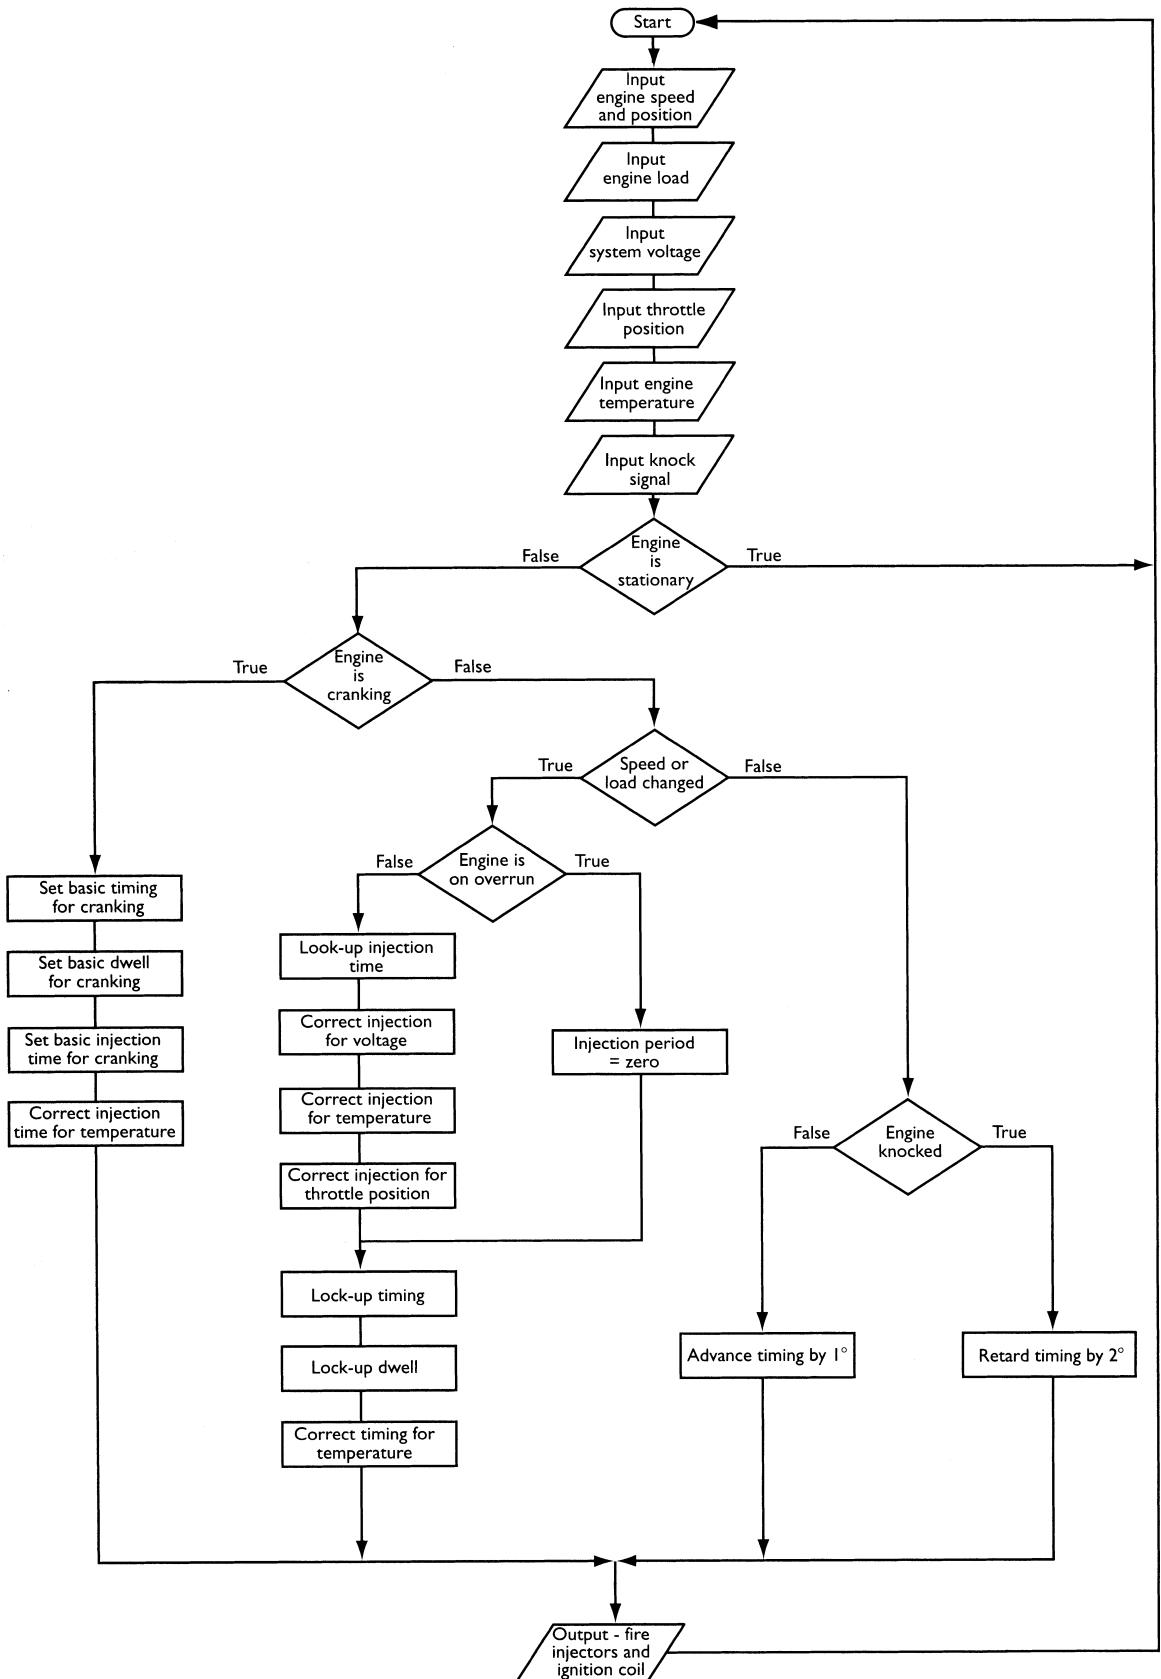 Start
Input
engine speed
and position
Input
engine load
Input
system voltage
Input throttle
position
Input engine
temperature
Input knock
signal
Engine
is
stationary
False
True
Engine
is
cranking
True
False
Speed or
load changed
True
False
Engine is
on overrun
False
True
Set basic timing
for cranking
Set basic dwell
for cranking
Set basic injection
time for cranking
Correct injection
time for temperature
Look-up injection
time
Correct injection
for voltage
Correct injection
for temperature
Correct injection for
throttle position
Injection period
= zero
Engine
knocked
False
True
Lock-up timing
Lock-up dwell
Correct timing for
temperature
Advance timing by 1°
Retard timing by 2°
Output - fire
injectors and
ignition coil